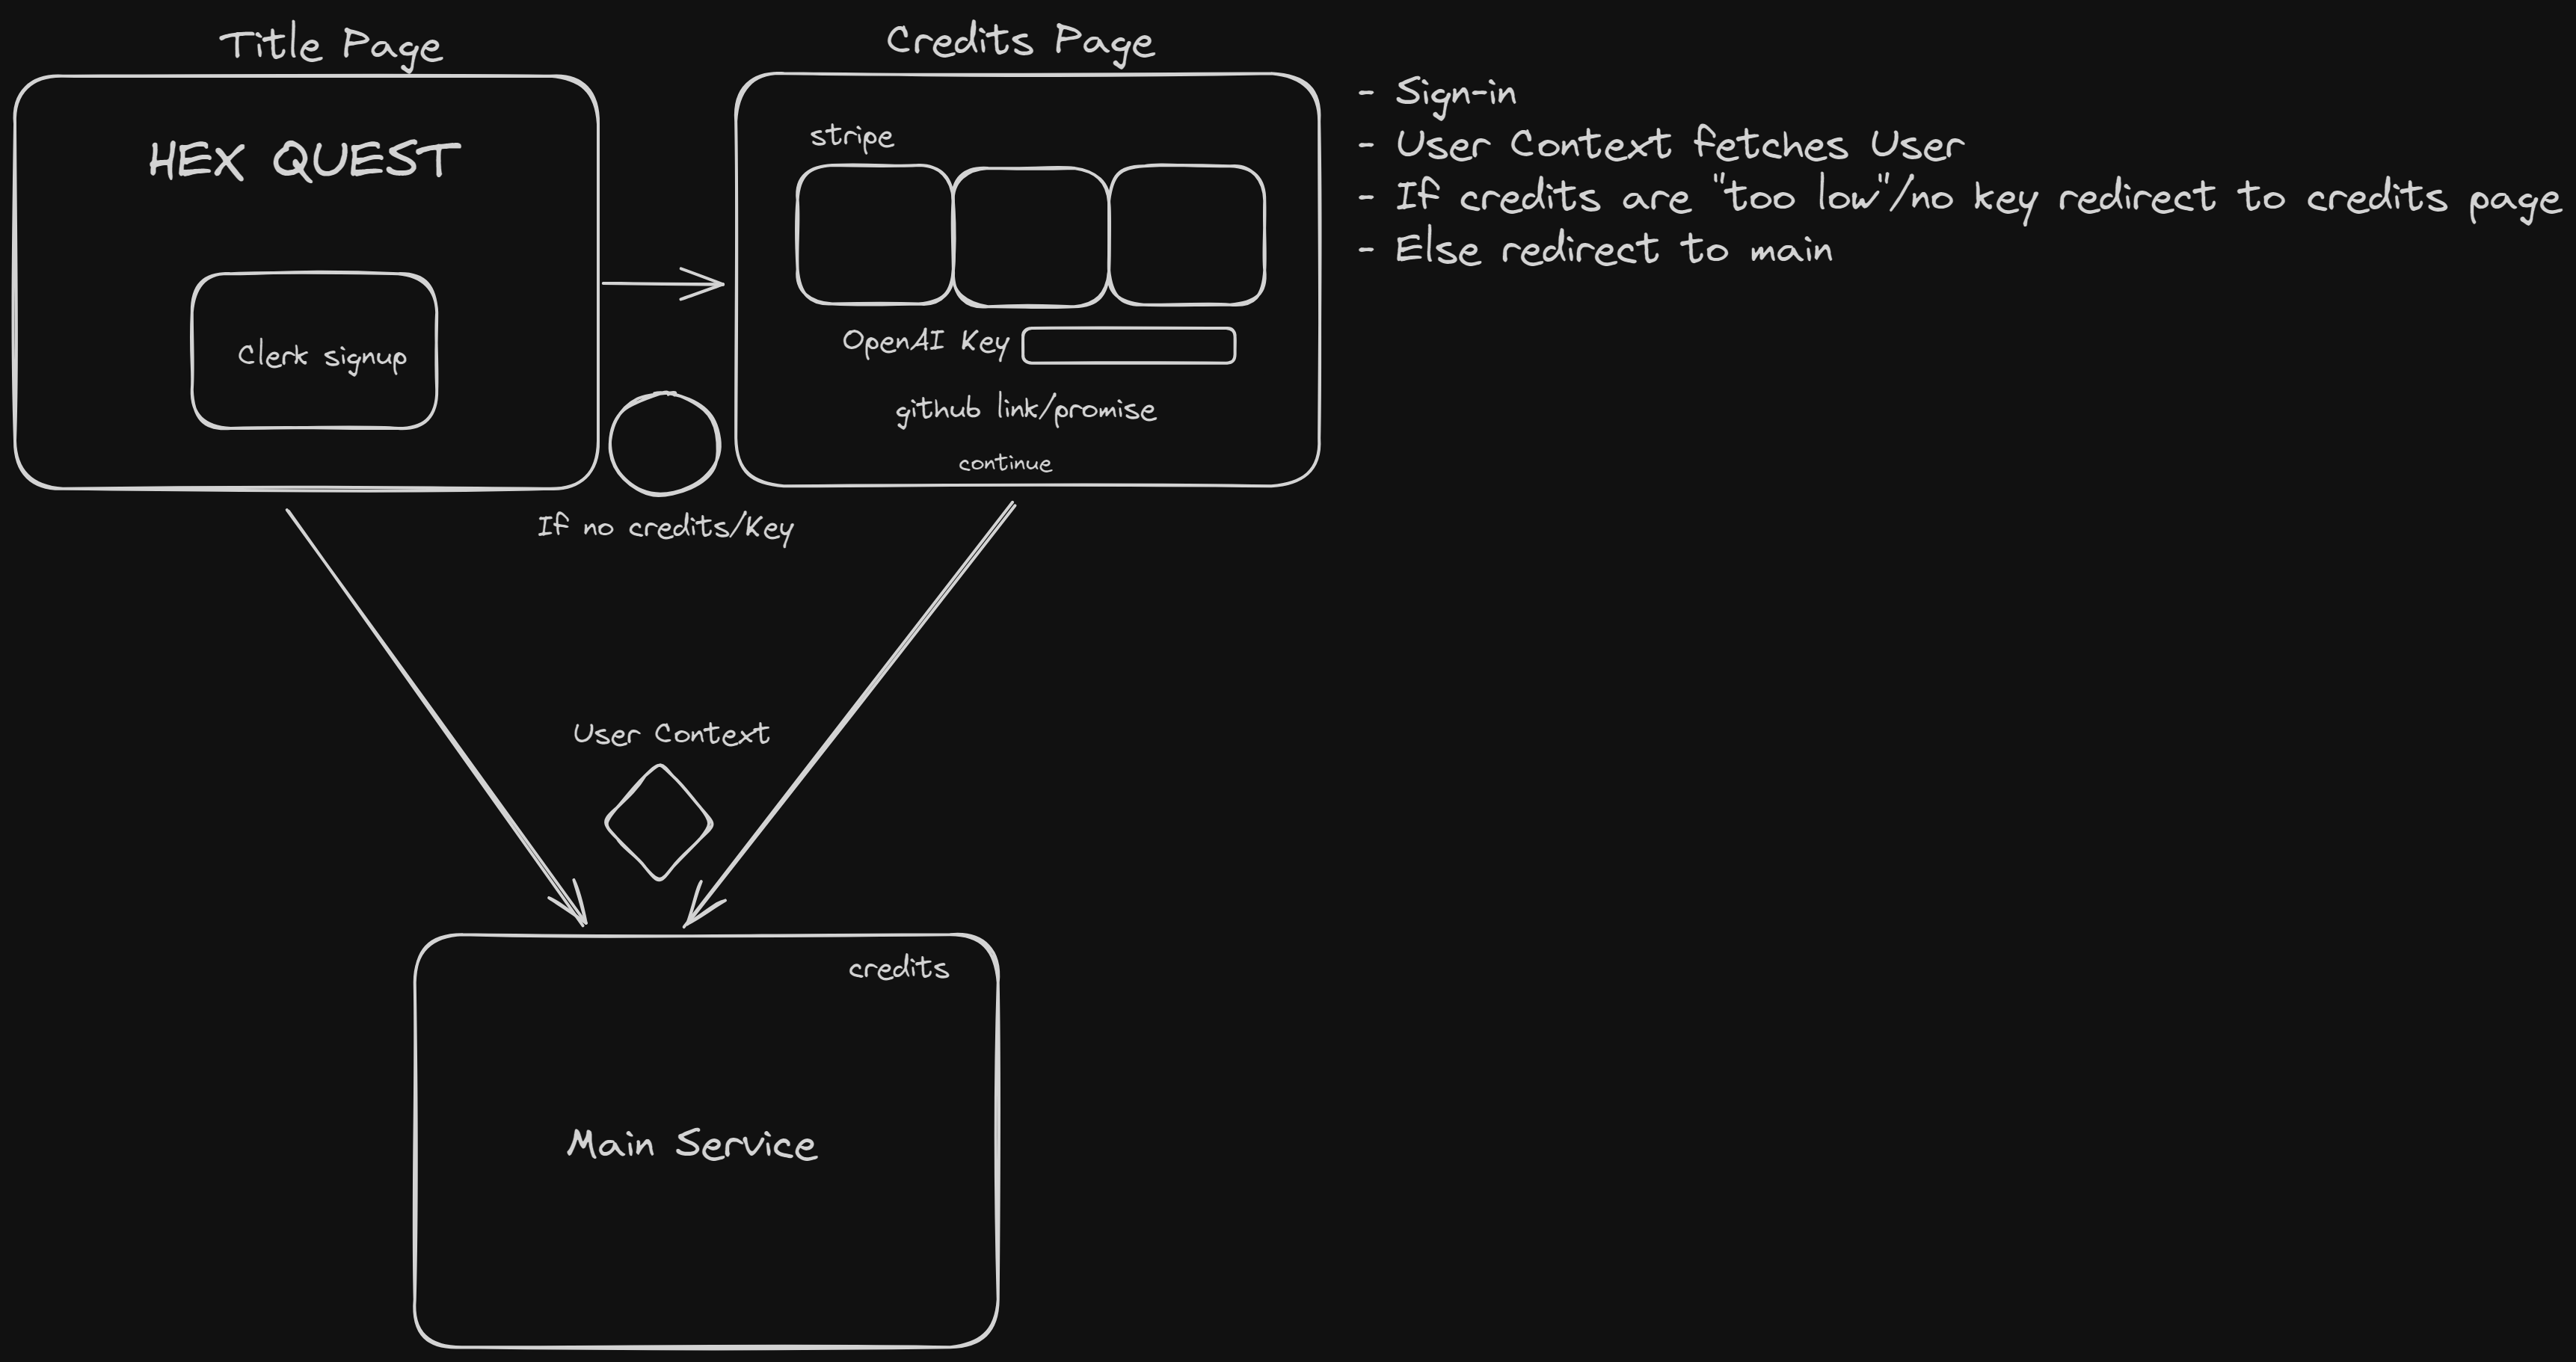 Title Page
HEX QUEST
Clerk signup
Credits Page
stripe
OpenAI Key
github link/promise
continue
- Sign-in
- User Context fetches User
- If credits are "too low"/no key redirect to credits page
- Else redirect to main
If no credits/Key
User Context
credits
Main Service